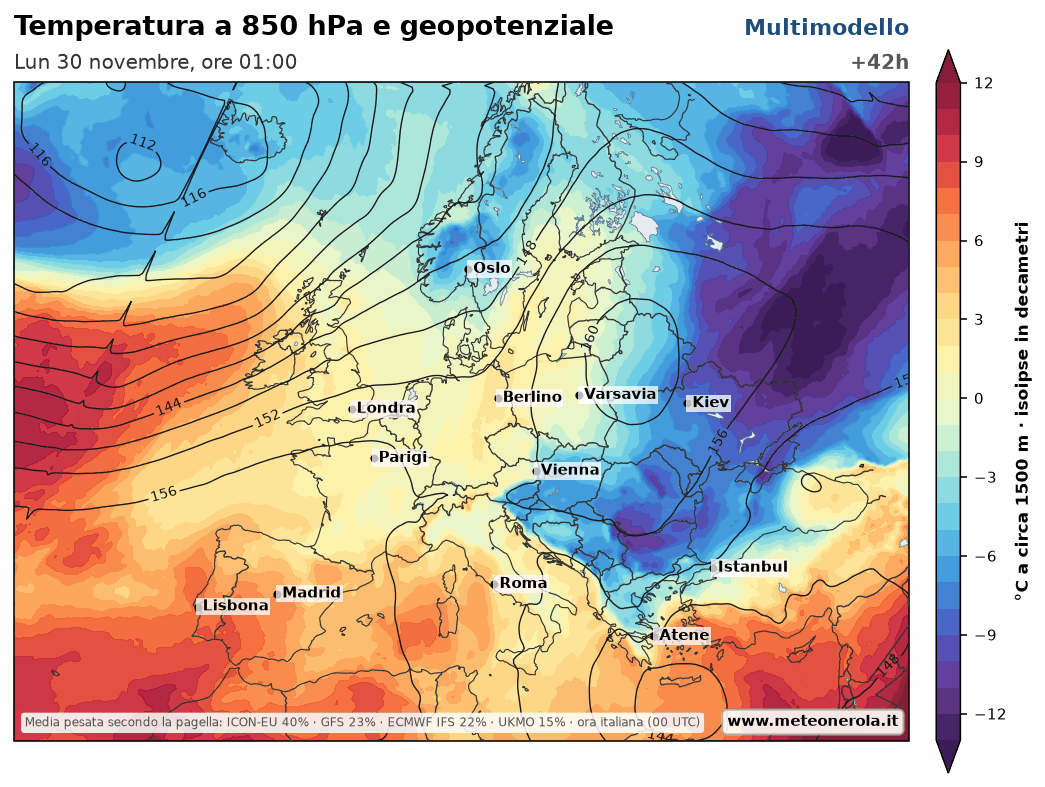 Temperatura a 850 hPa e geopotenziale
Multimodello
Lun 30 novembre, ore 01:00
+42h
112
116
116
148
Oslo
160
144
152
156
156
Londra
Berlino
Varsavia
Kiev
Parigi
Vienna
Roma
Istanbul
Madrid
Lisbona
Atene
148
144
12
9
6
3
0
−3
−6
−9
−12
°C a circa 1500 m · isoipse in decametri
Media pesata secondo la pagella: ICON-EU 40% · GFS 23% · ECMWF IFS 22% · UKMO 15% · ora italiana (00 UTC)
www.meteonerola.it